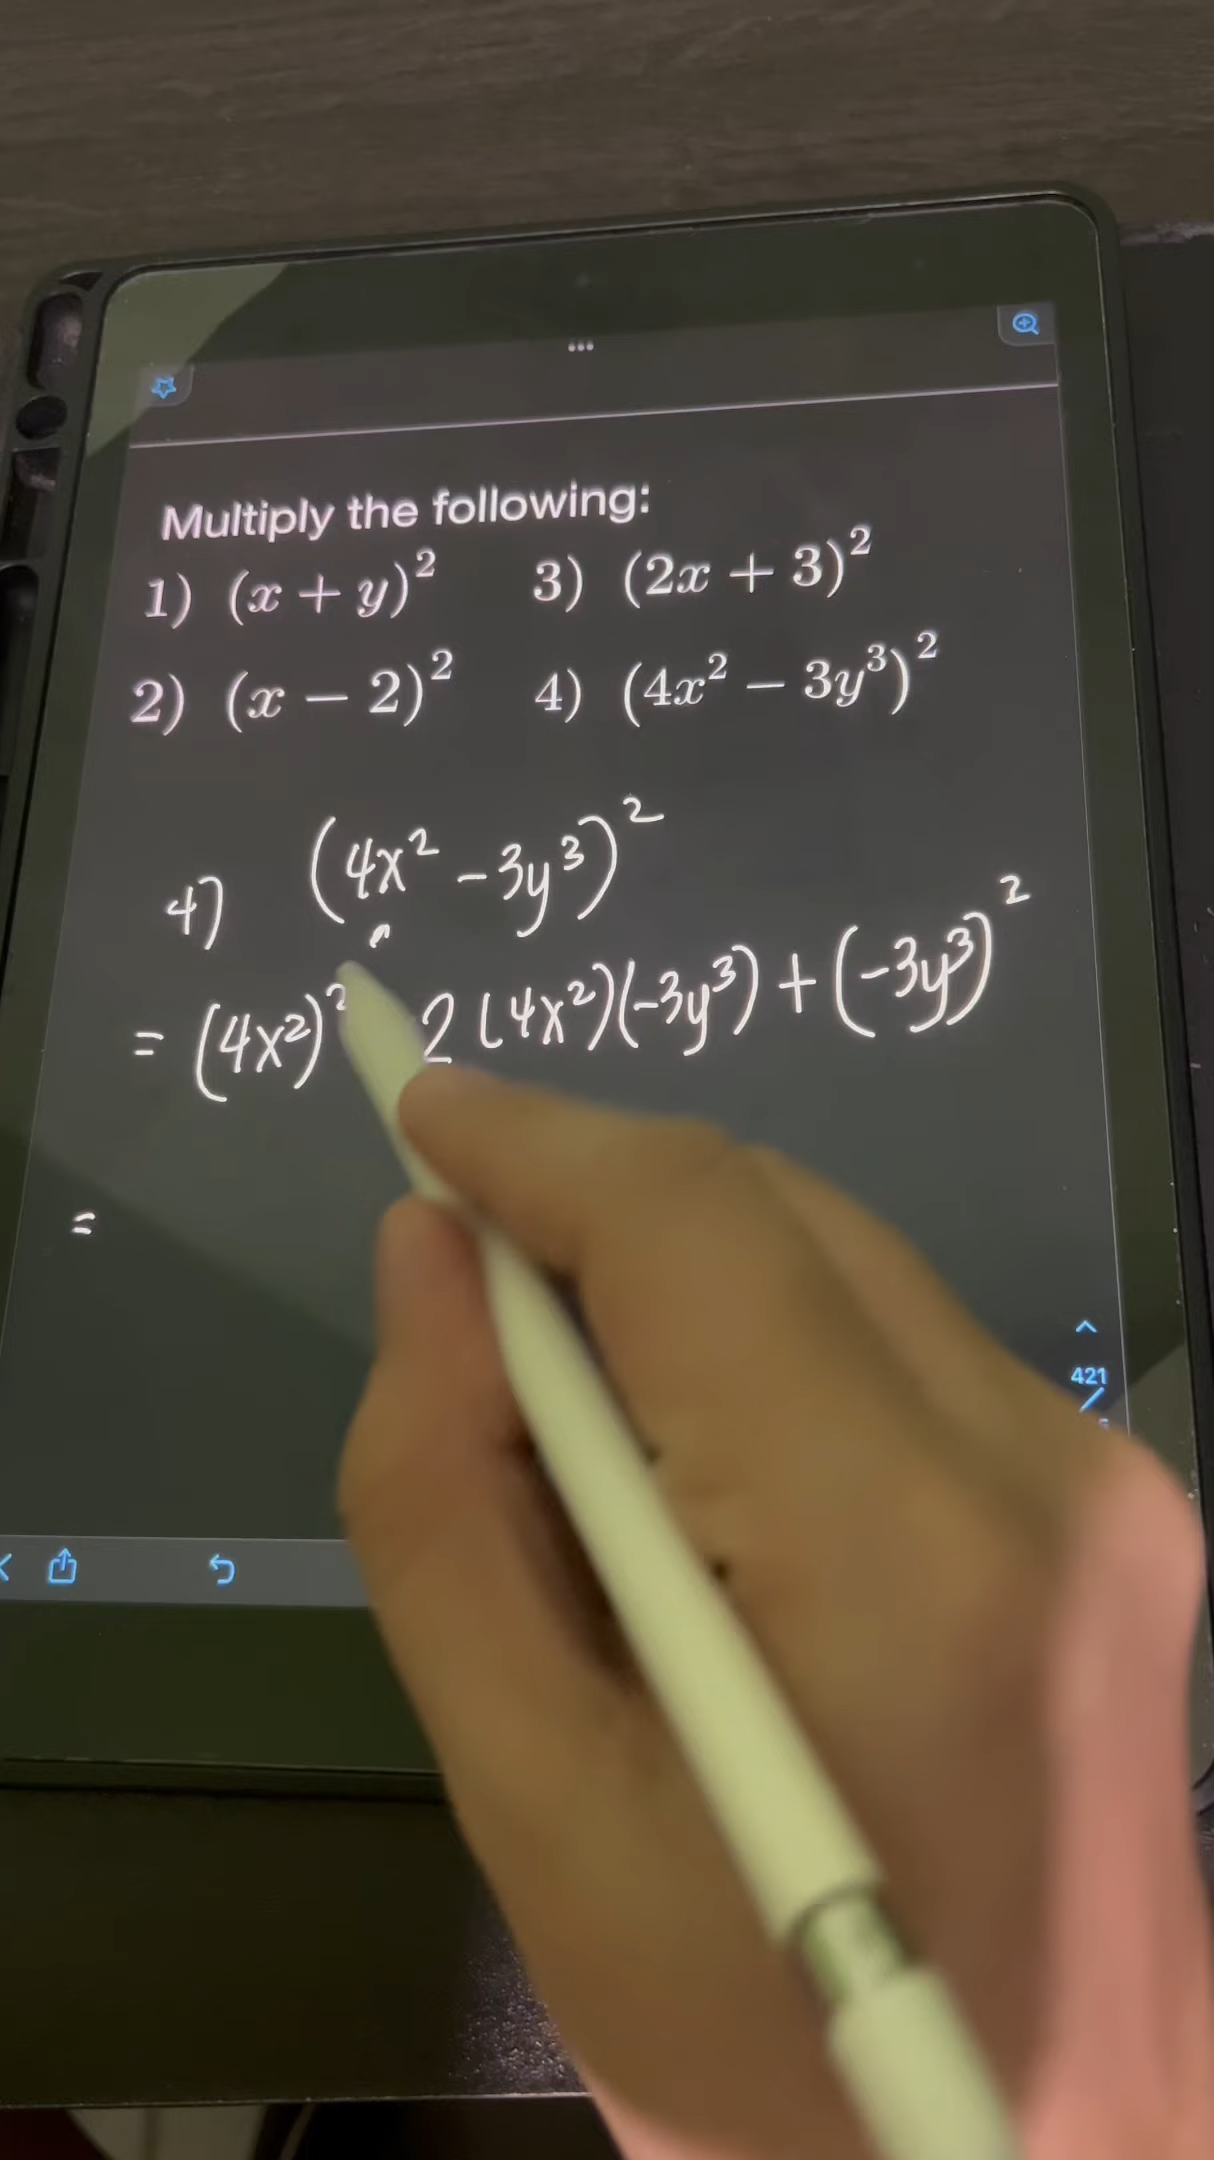 Multiply the following:
1) (x + y)² 3) (2x + 3)²
2) (x − 2)² 4) (4x² − 3y³)²
4) (4x² − 3y³)²
= (4x²)² 2(4x²)(−3y³) + (−3y³)²
=
421